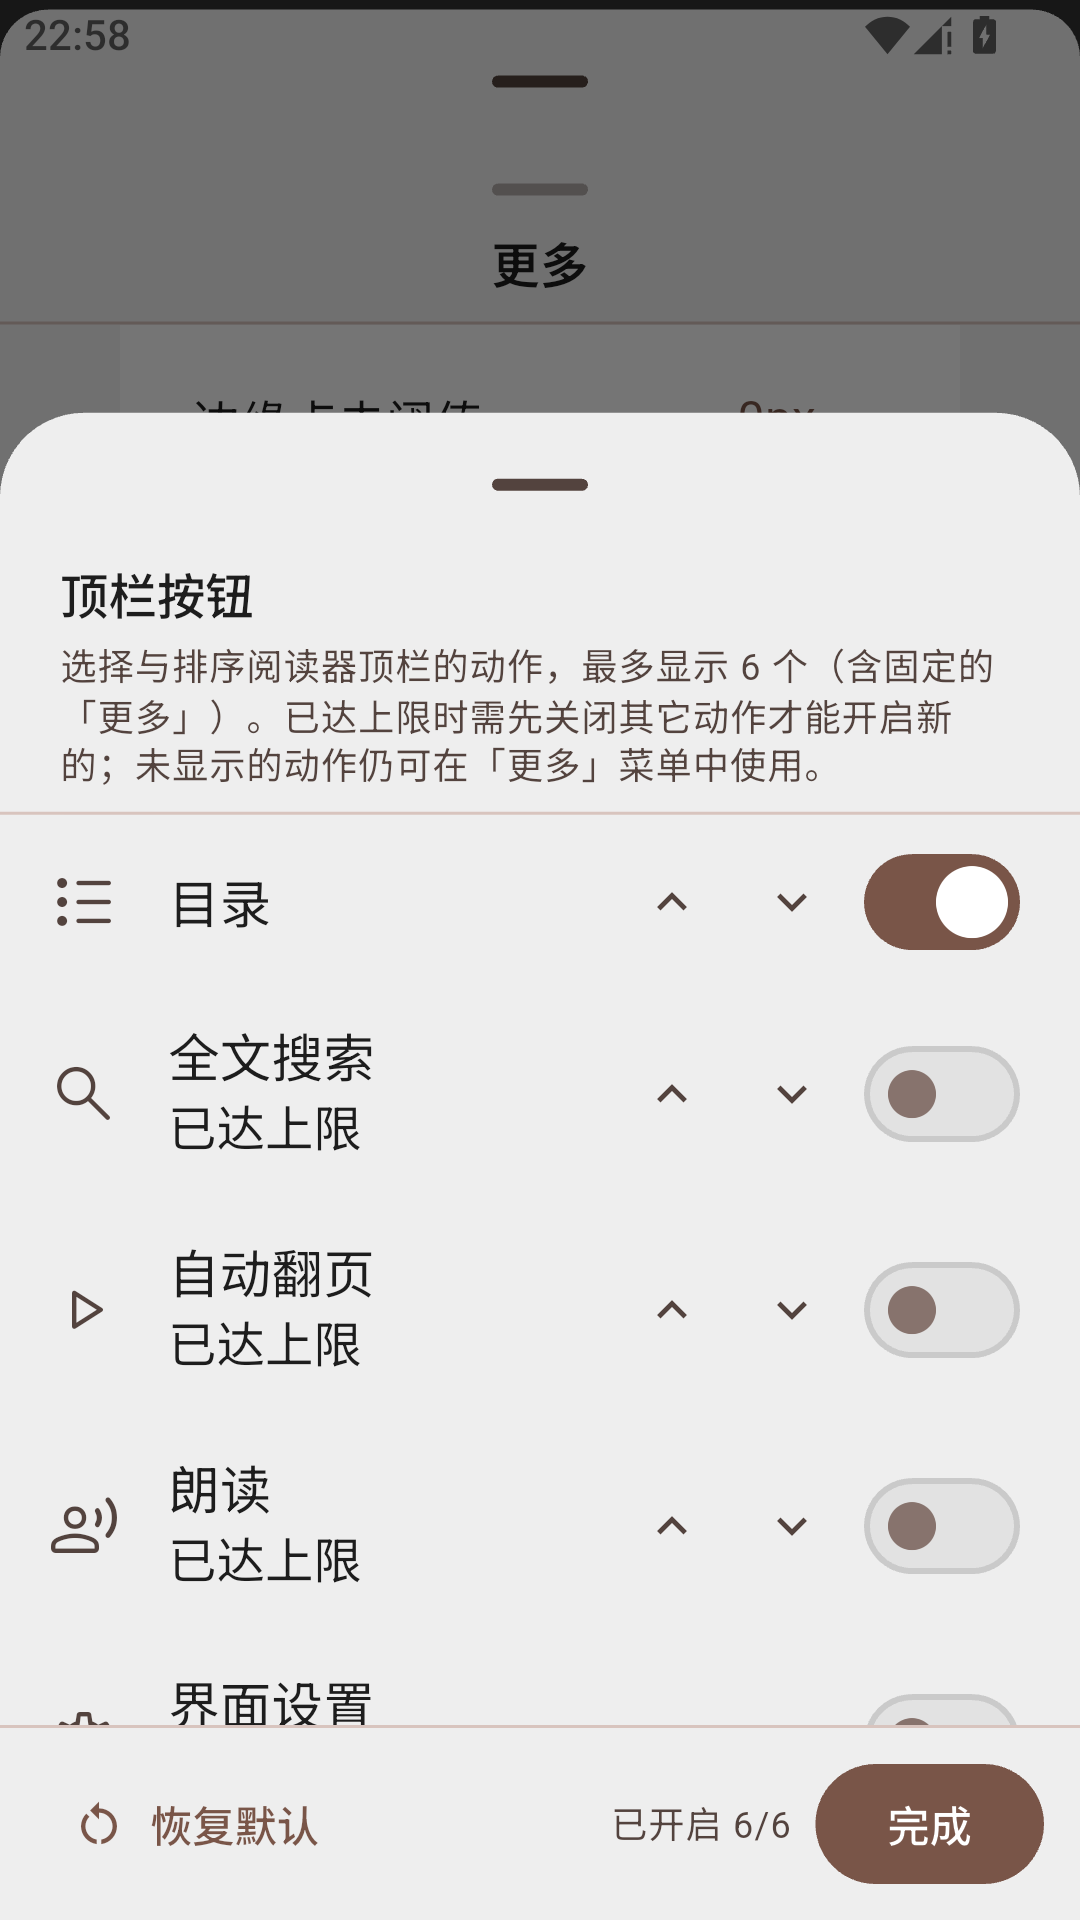 22:58
更多
顶栏按钮
选择与排序阅读器顶栏的动作，最多显示 6 个（含固定的
「更多」）。已达上限时需先关闭其它动作才能开启新
的；未显示的动作仍可在「更多」菜单中使用。
目录
全文搜索
已达上限
自动翻页
已达上限
朗读
已达上限
界面设置
恢复默认
已开启 6/6
完成